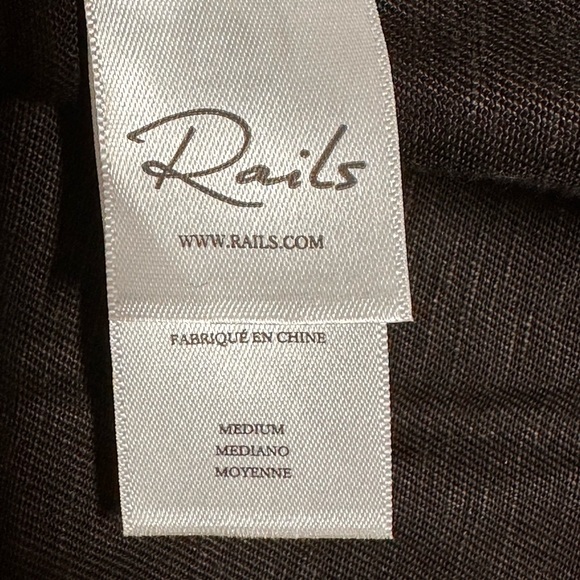 Rails
WWW.RAILS.COM
FABRIQUÉ EN CHINE
MEDIUM
MEDIANO
MOYENNE